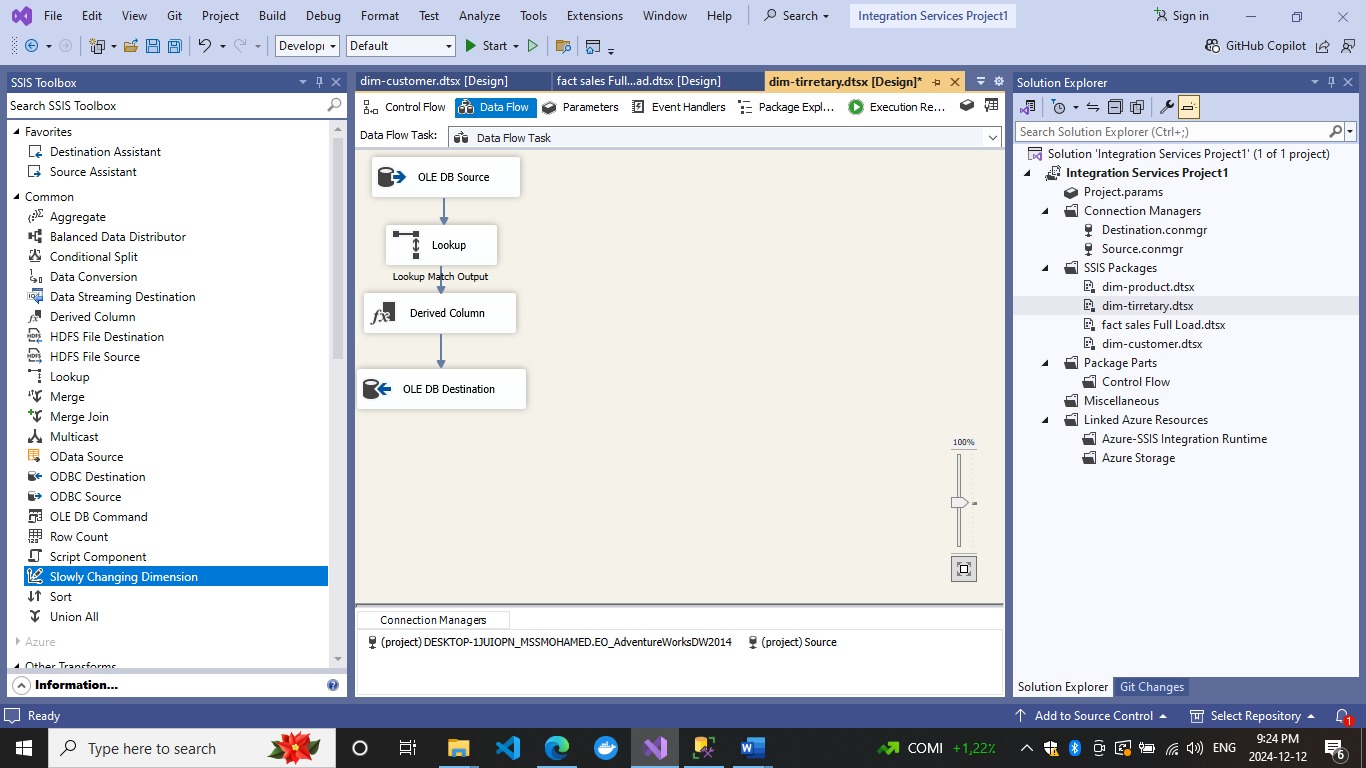 File Edit View Git Project Build Debug Format Test Analyze Tools Extensions Window Help Search Integration Services Project1 Sign in
Developi Default Start GitHub Copilot
SSIS Toolbox
Search SSIS Toolbox
Favorites
Destination Assistant
Source Assistant
Common
Aggregate
Balanced Data Distributor
Conditional Split
Data Conversion
Data Streaming Destination
Derived Column
HDFS File Destination
HDFS File Source
Lookup
Merge
Merge Join
Multicast
OData Source
ODBC Destination
ODBC Source
OLE DB Command
Row Count
Script Component
Slowly Changing Dimension
Sort
Union All
Azure
Other Transforms
Information...
dim-customer.dtsx [Design] fact sales Full...ad.dtsx [Design] dim-tirretary.dtsx [Design]*
Control Flow Data Flow Parameters Event Handlers Package Expl... Execution Re...
Data Flow Task: Data Flow Task
OLE DB Source
Lookup
Lookup Match Output
Derived Column
OLE DB Destination
100%
Connection Managers
(project) DESKTOP-1JUIOPN_MSSMOHAMED.EO_AdventureWorksDW2014 (project) Source
Solution Explorer
Search Solution Explorer (Ctrl+;)
Solution 'Integration Services Project1' (1 of 1 project)
Integration Services Project1
Project.params
Connection Managers
Destination.conmgr
Source.conmgr
SSIS Packages
dim-product.dtsx
dim-tirretary.dtsx
fact sales Full Load.dtsx
dim-customer.dtsx
Package Parts
Control Flow
Miscellaneous
Linked Azure Resources
Azure-SSIS Integration Runtime
Azure Storage
Solution Explorer Git Changes
Ready Add to Source Control Select Repository 1
Type here to search COMI +1,22% ENG 9:24 PM
2024-12-12 6